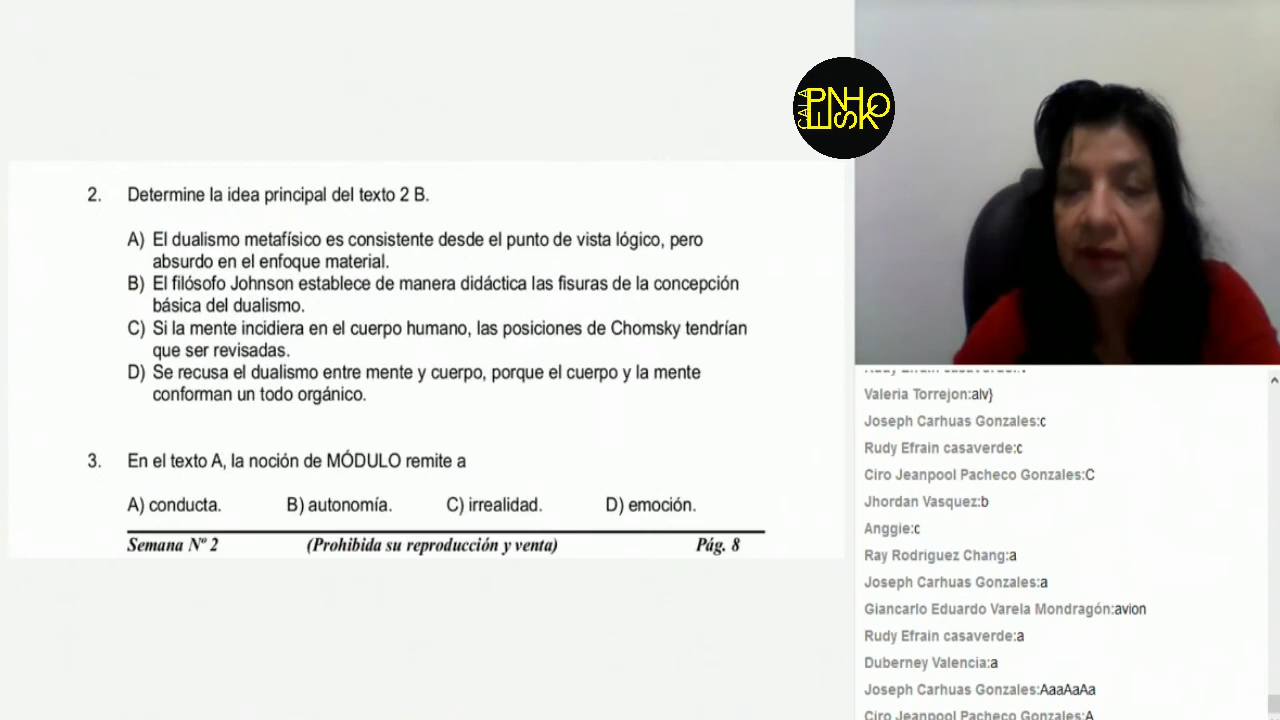 CALA
PENHOESK
2. Determine la idea principal del texto 2 B.
A) El dualismo metafísico es consistente desde el punto de vista lógico, pero
absurdo en el enfoque material.
B) El filósofo Johnson establece de manera didáctica las fisuras de la concepción
básica del dualismo.
C) Si la mente incidiera en el cuerpo humano, las posiciones de Chomsky tendrían
que ser revisadas.
D) Se recusa el dualismo entre mente y cuerpo, porque el cuerpo y la mente
conforman un todo orgánico.
3. En el texto A, la noción de MÓDULO remite a
A) conducta. B) autonomía. C) irrealidad. D) emoción.
Semana Nº 2 (Prohibida su reproducción y venta) Pág. 8
Rudy Efrain casaverde:
Valeria Torrejon:alv}
Joseph Carhuas Gonzales:c
Rudy Efrain casaverde:c
Ciro Jeanpool Pacheco Gonzales:C
Jhordan Vasquez:b
Anggie:c
Ray Rodriguez Chang:a
Joseph Carhuas Gonzales:a
Giancarlo Eduardo Varela Mondragón:avion
Rudy Efrain casaverde:a
Duberney Valencia:a
Joseph Carhuas Gonzales:AaaAaAa
Ciro Jeanpool Pacheco Gonzales:A